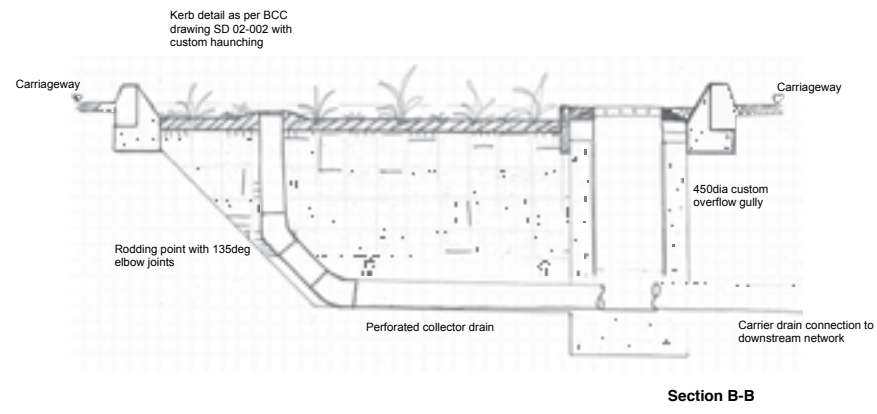 Kerb detail as per BCC
drawing SD 02-002 with
custom haunching
Carriageway
Carriageway
450dia custom
overflow gully
Rodding point with 135deg
elbow joints
Perforated collector drain
Carrier drain connection to
downstream network
Section B-B